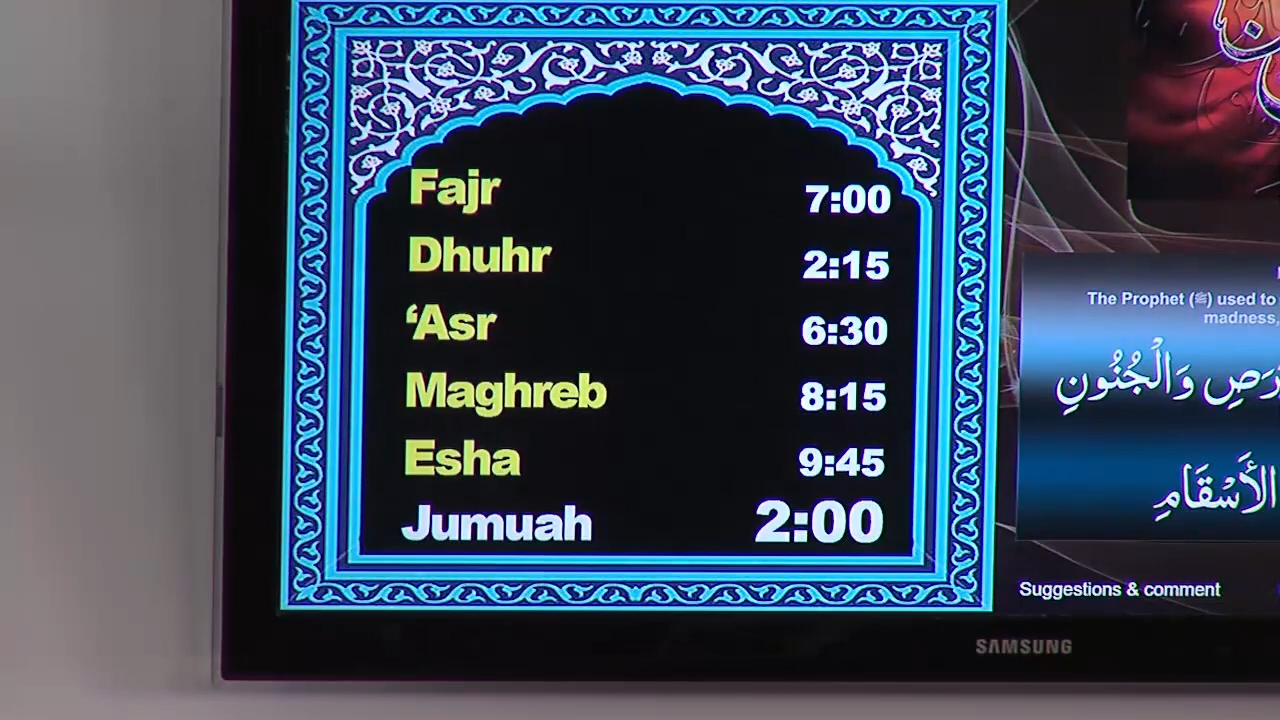 Fajr 7:00
Dhuhr 2:15
‘Asr 6:30
Maghreb 8:15
Esha 9:45
Jumuah 2:00
The Prophet (ﷺ) used to
madness,
وَالْجُنُونِ
الأَسْقَامِ
Suggestions & comment
SAMSUNG